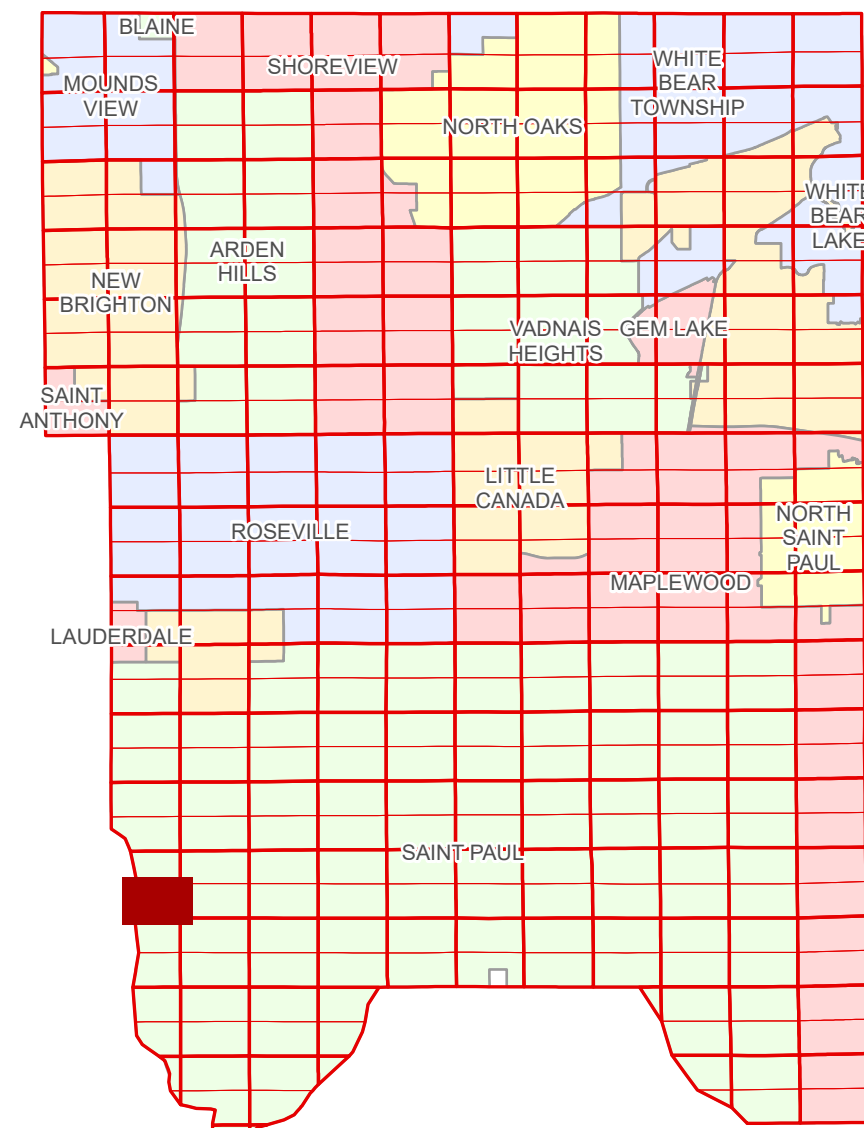 BLAINE
SHOREVIEW
MOUNDS
VIEW
WHITE
BEAR
TOWNSHIP
NORTH OAKS
WHITE
BEAR
LAKE
ARDEN
HILLS
NEW
BRIGHTON
VADNAIS
HEIGHTS
GEM LAKE
SAINT
ANTHONY
LITTLE
CANADA
NORTH
SAINT
PAUL
ROSEVILLE
MAPLEWOOD
LAUDERDALE
SAINT PAUL